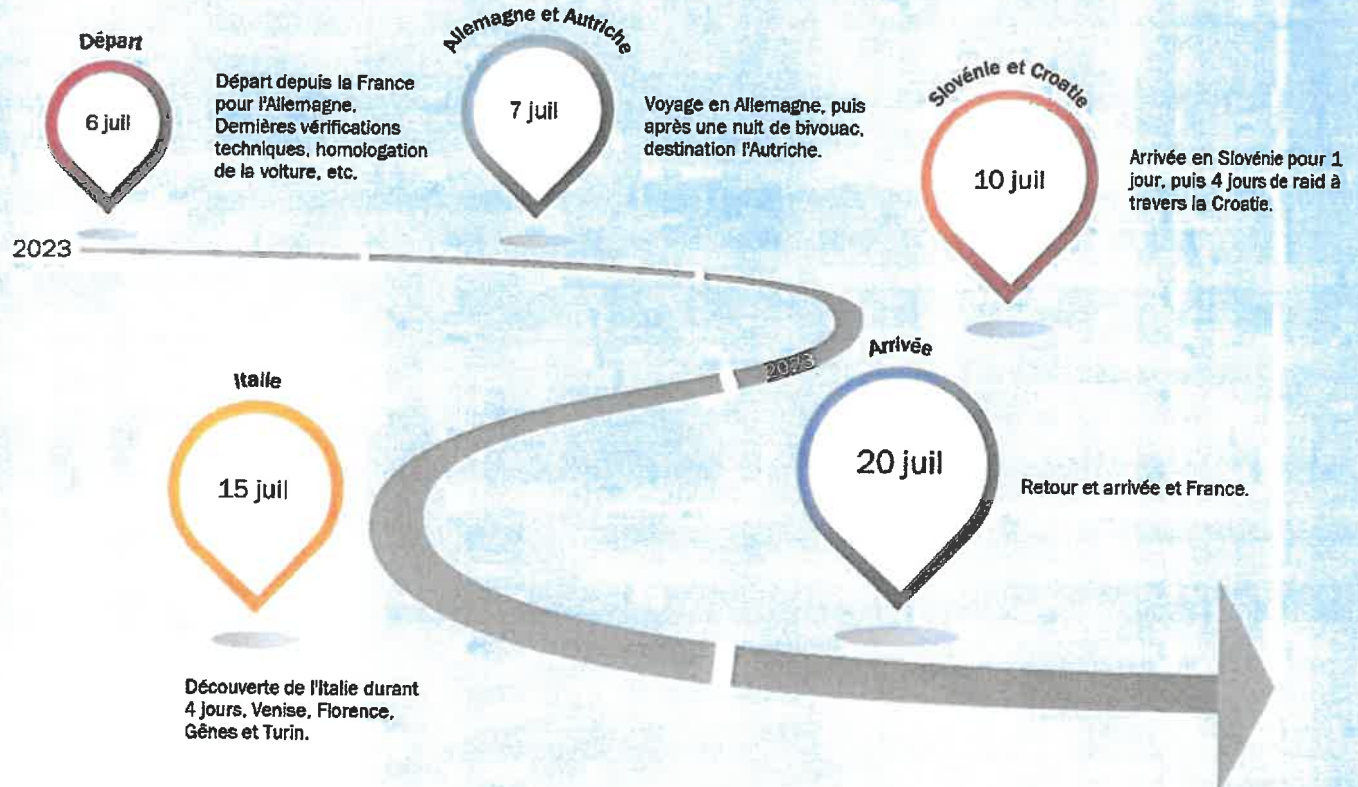 Départ
6 juil
Départ depuis la France
pour l'Allemagne.
Dernières vérifications
techniques, homologation
de la voiture, etc.
Allemagne et Autriche
7 juil
Voyage en Allemagne, puis
après une nuit de bivouac,
destination l'Autriche.
Slovénie et Croatie
10 juil
Arrivée en Slovénie pour 1
jour, puis 4 jours de raid à
travers la Croatie.
2023
2023
Italie
15 juil
Découverte de l'Italie durant
4 jours, Venise, Florence,
Gênes et Turin.
Arrivée
20 juil
Retour et arrivée et France.